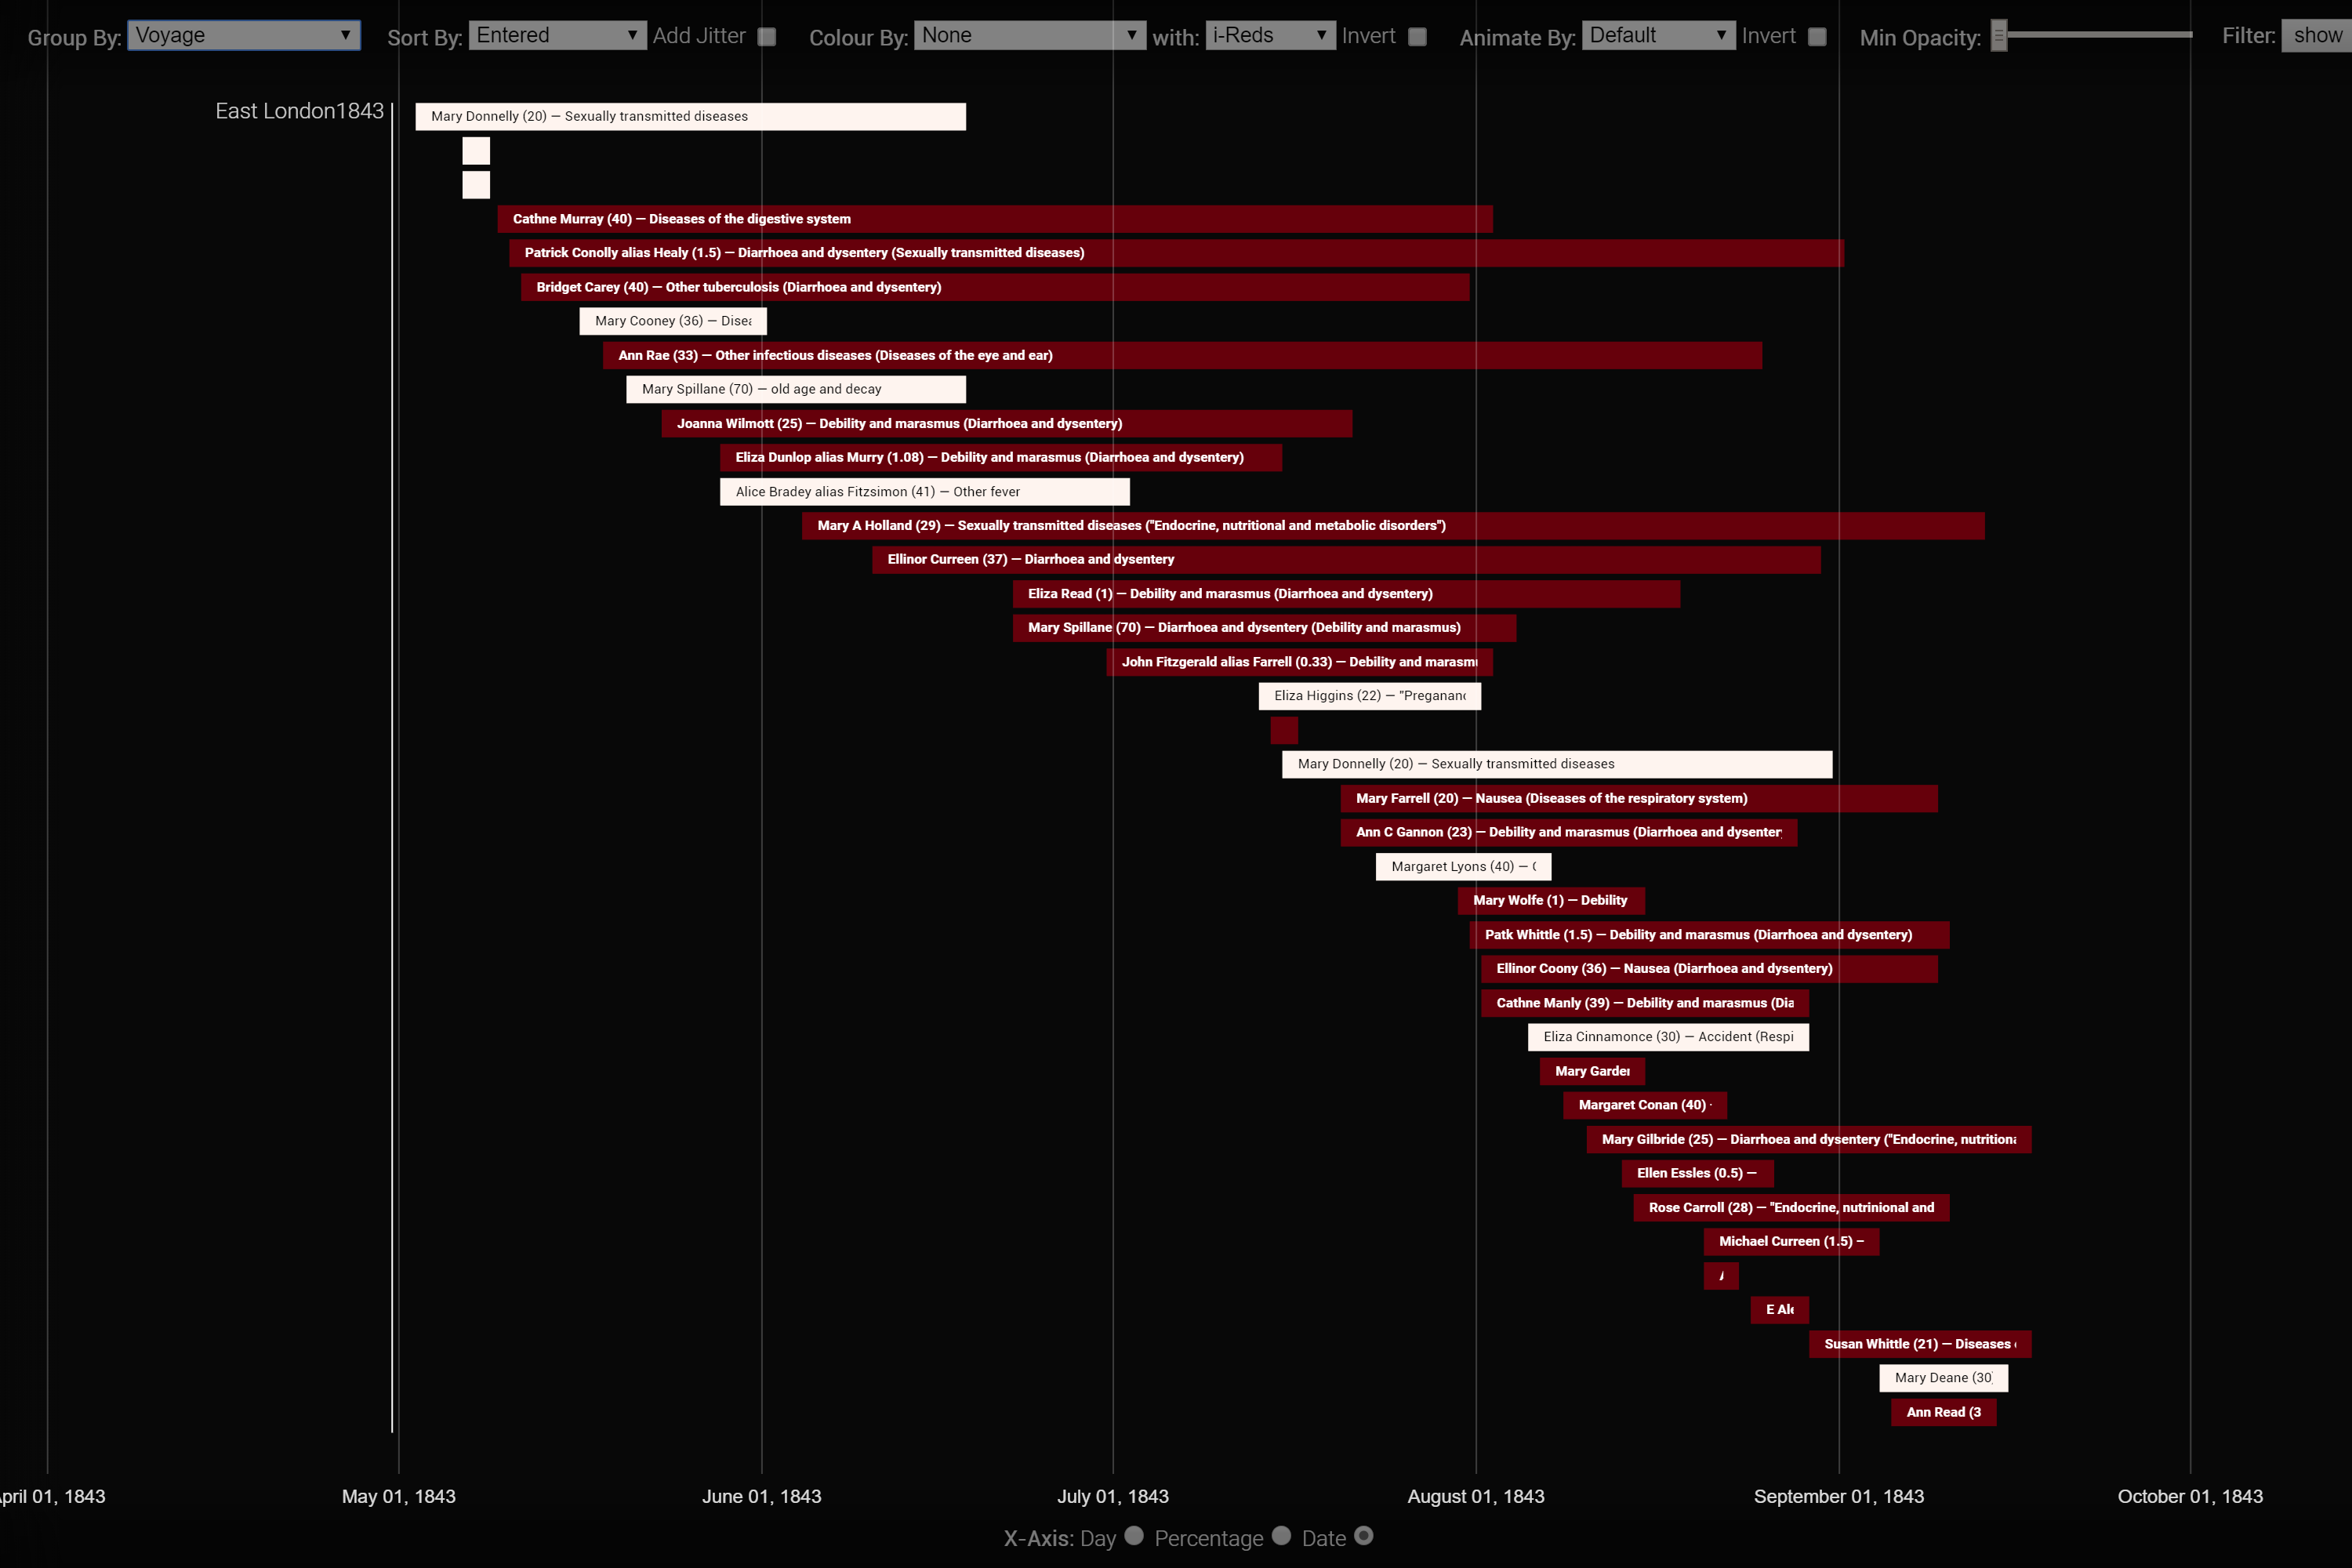 Group By: Voyage Sort By: Entered Add Jitter Colour By: None with: i-Reds Invert Animate By: Default Invert Min Opacity: Filter: show
East London1843
Mary Donnelly (20) — Sexually transmitted diseases
Cathne Murray (40) — Diseases of the digestive system
Patrick Conolly alias Healy (1.5) — Diarrhoea and dysentery (Sexually transmitted diseases)
Bridget Carey (40) — Other tuberculosis (Diarrhoea and dysentery)
Mary Cooney (36) —
Ann Rae (33) — Other infectious diseases (Diseases of the eye and ear)
Mary Spillane (70) — old age and decay
Joanna Wilmott (25) — Debility and marasmus (Diarrhoea and dysentery)
Eliza Dunlop alias Murry (1.08) — Debility and marasmus (Diarrhoea and dysentery)
Alice Bradey alias Fitzsimon (41) — Other fever
Mary A Holland (29) — Sexually transmitted diseases ("Endocrine, nutritional and metabolic disorders")
Ellinor Curreen (37) — Diarrhoea and dysentery
Eliza Read (1) — Debility and marasmus (Diarrhoea and dysentery)
Mary Spillane (70) — Diarrhoea and dysentery (Debility and marasmus)
John Fitzgerald alias Farrell (0.33) — Debility and
Eliza Higgins (22) —
Mary Donnelly (20) — Sexually transmitted diseases
Mary Farrell (20) — Nausea (Diseases of the respiratory system)
Ann C Gannon (23) — Debility and marasmus (Diarrhoea and
Margaret Lyons (40) —
Mary Wolfe (1) — Debility
Patk Whittle (1.5) — Debility and marasmus (Diarrhoea and dysentery)
Ellinor Coony (36) — Nausea (Diarrhoea and dysentery)
Cathne Manly (39) — Debility and marasmus (Dia
Eliza Cinnamonce (30) — Accident (Respi
Mary
Margaret Conan (40)
Mary Gilbride (25) — Diarrhoea and dysentery ("Endocrine,
Ellen Essles (0.5) —
Rose Carroll (28) — "Endocrine, nutrinional and
Michael Curreen (1.5) –
E
Susan Whittle (21) — Diseases
Mary Deane (30
Ann Read (3
April 01, 1843 May 01, 1843 June 01, 1843 July 01, 1843 August 01, 1843 September 01, 1843 October 01, 1843
X-Axis: Day Percentage Date